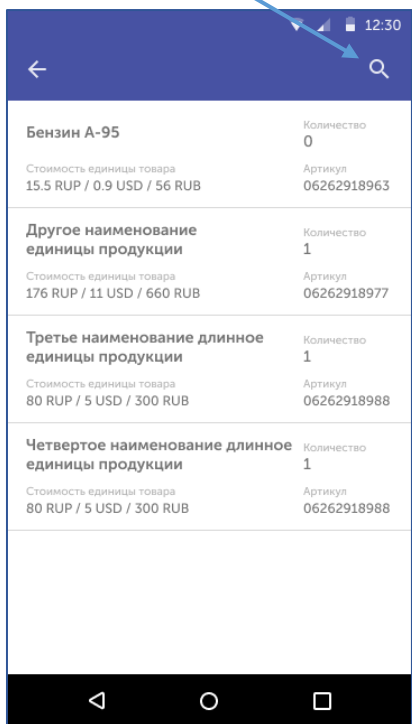 12:30
Бензин А-95
Количество
0
Стоимость единицы товара
15.5 RUP / 0.9 USD / 56 RUB
Артикул
06262918963
Другое наименование
единицы продукции
Количество
1
Стоимость единицы товара
176 RUP / 11 USD / 660 RUB
Артикул
06262918977
Третье наименование длинное
единицы продукции
Количество
1
Стоимость единицы товара
80 RUP / 5 USD / 300 RUB
Артикул
06262918988
Четвертое наименование длинное
единицы продукции
Количество
1
Стоимость единицы товара
80 RUP / 5 USD / 300 RUB
Артикул
06262918988